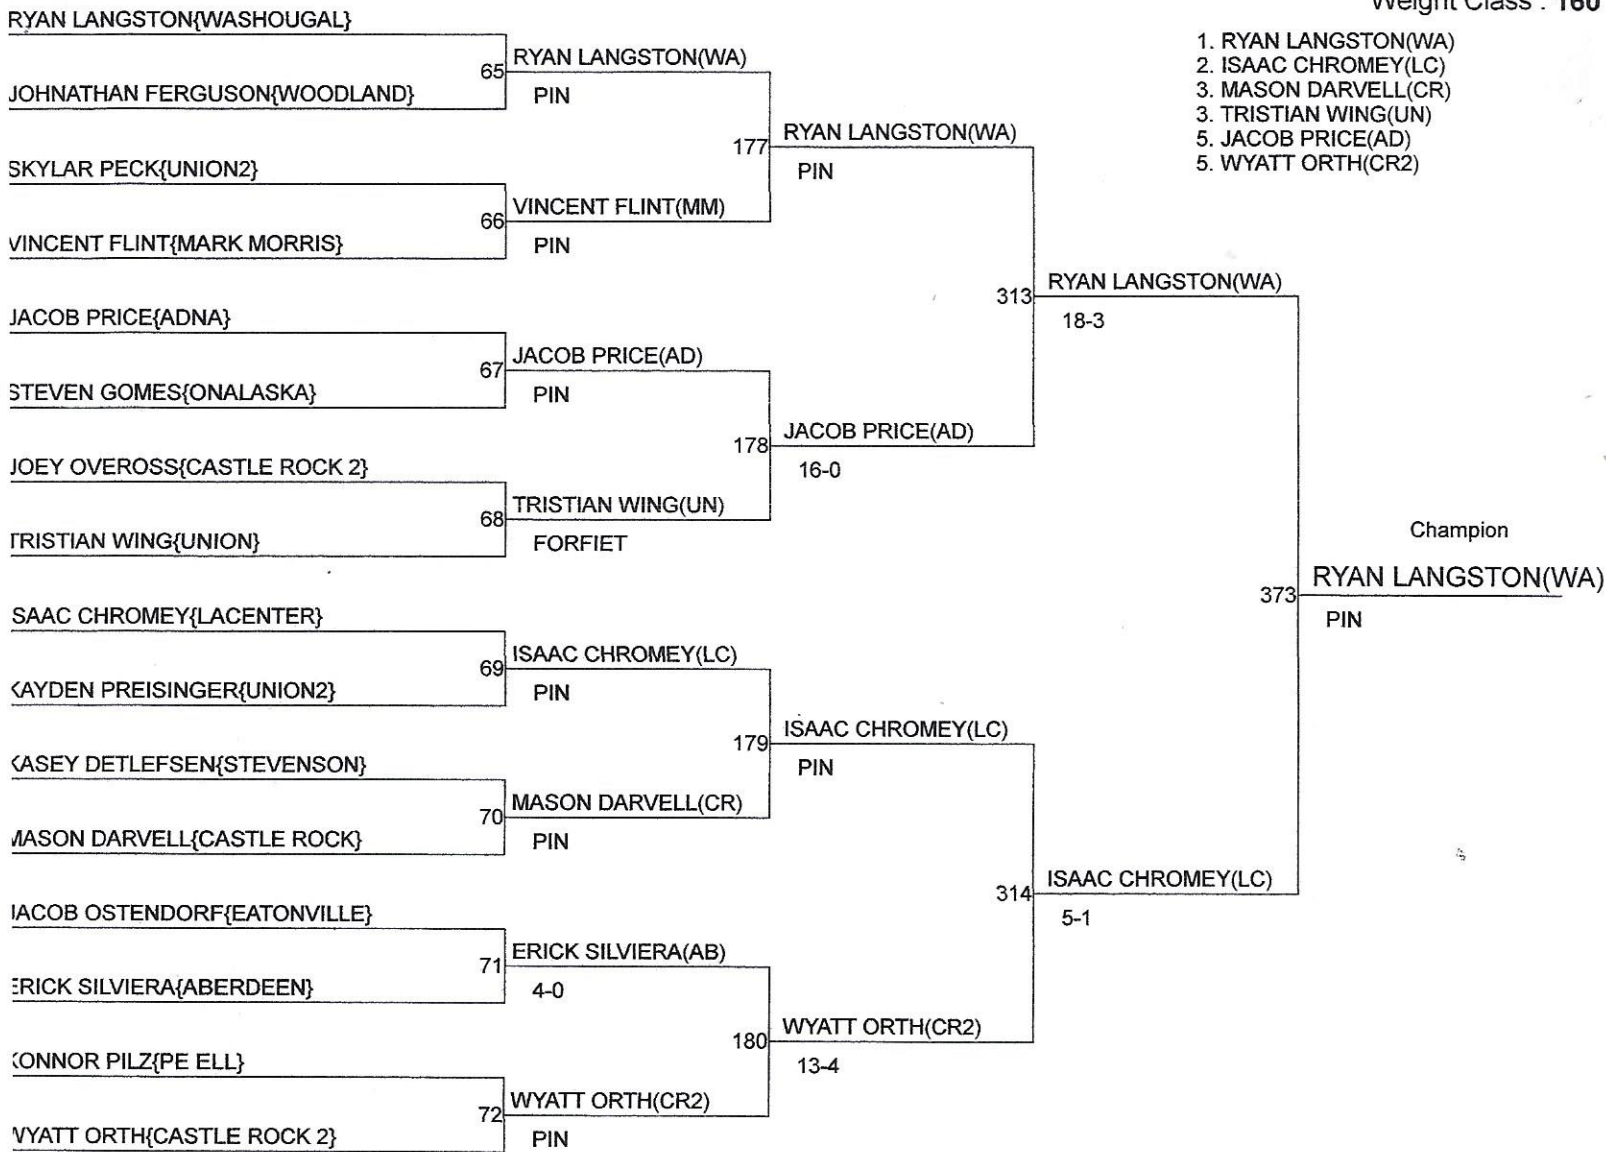 RYAN LANGSTON{WASHOUGAL}
JOHNATHAN FERGUSON{WOODLAND}
SKYLAR PECK{UNION2}
VINCENT FLINT{MARK MORRIS}
JACOB PRICE{ADNA}
STEVEN GOMES{ONALASKA}
JOEY OVEROSS{CASTLE ROCK 2}
TRISTIAN WING{UNION}
ISAAC CHROMEY{LACENTER}
KAYDEN PREISINGER{UNION2}
KASEY DETLEFSEN{STEVENSON}
MASON DARVELL{CASTLE ROCK}
JACOB OSTENDORF{EATONVILLE}
ERICK SILVIERA{ABERDEEN}
KONNOR PILZ{PE ELL}
WYATT ORTH{CASTLE ROCK 2}
65 RYAN LANGSTON(WA)
PIN
66 VINCENT FLINT(MM)
PIN
67 JACOB PRICE(AD)
PIN
68 TRISTIAN WING(UN)
FORFIET
69 ISAAC CHROMEY(LC)
PIN
70 MASON DARVELL(CR)
PIN
71 ERICK SILVIERA(AB)
4-0
72 WYATT ORTH(CR2)
PIN
177 RYAN LANGSTON(WA)
PIN
178 JACOB PRICE(AD)
16-0
179 ISAAC CHROMEY(LC)
PIN
180 WYATT ORTH(CR2)
13-4
313 RYAN LANGSTON(WA)
18-3
314 ISAAC CHROMEY(LC)
5-1
Champion
373 RYAN LANGSTON(WA)
PIN
Weight Class : 160
1. RYAN LANGSTON(WA)
2. ISAAC CHROMEY(LC)
3. MASON DARVELL(CR)
3. TRISTIAN WING(UN)
5. JACOB PRICE(AD)
5. WYATT ORTH(CR2)